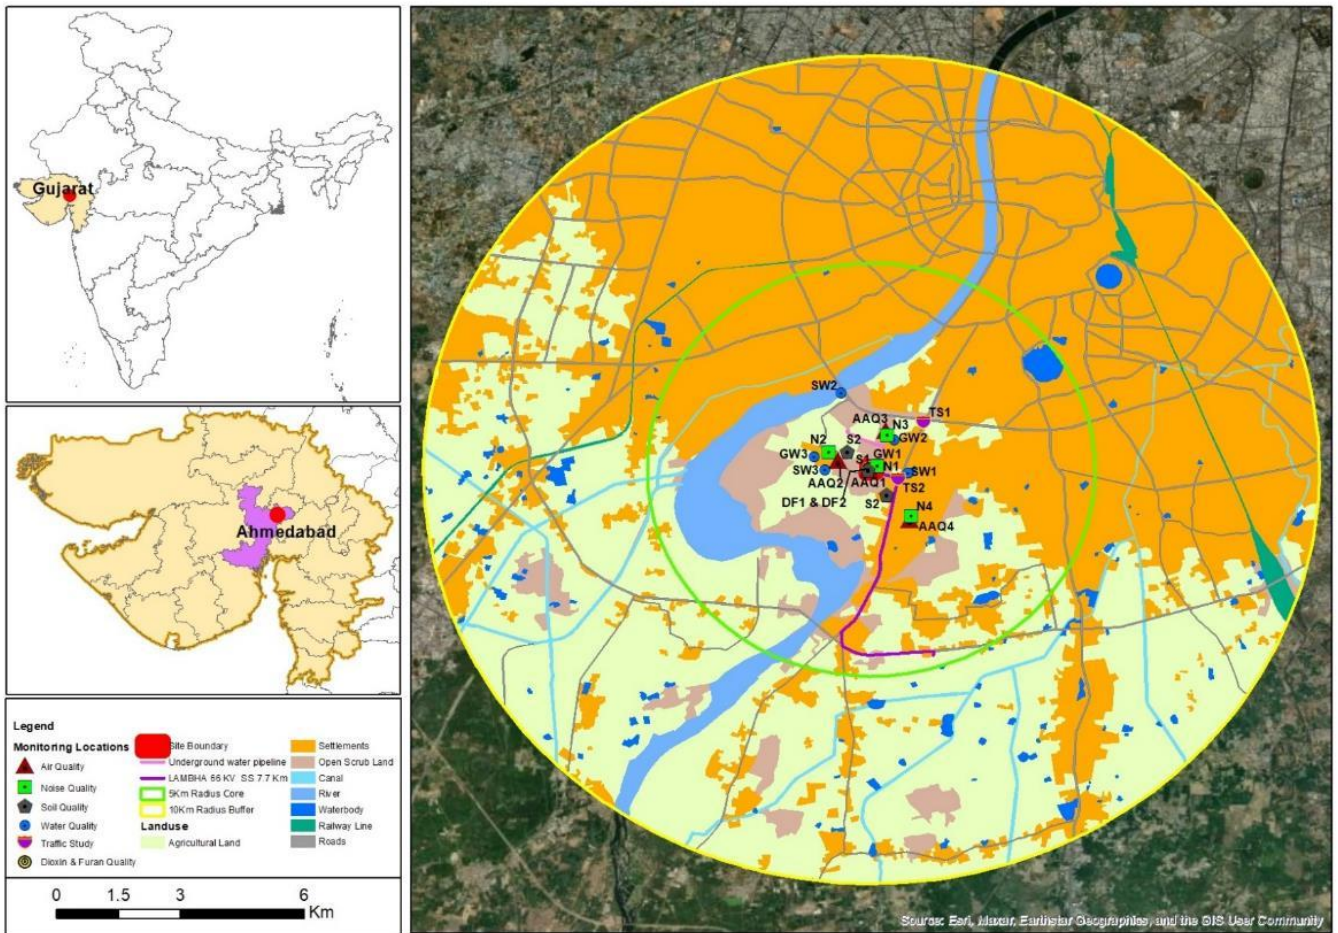 Gujarat
Ahmedabad
Legend
Monitoring Locations
Air Quality
Noise Quality
Soil Quality
Water Quality
Traffic Study
Dioxin & Furan Quality
Site Boundary
Underground water pipeline
LAMBHA 66 KV SS 7.7 Km
5Km Radius Core
10Km Radius Buffer
Landuse
Agricultural Land
Settlements
Open Scrub Land
Canal
River
Waterbody
Railway Line
Roads
0 1.5 3 6
Km
SW2
TS1
AAQ3
N3
GW2
N2
S2
GW3
S1
GW1
N1
SW3
SW1
AAQ2
AAQ1
TS2
DF1 & DF2
S2
N4
AAQ4
Source: Esri, Maxar, Earthstar Geographics, and the GIS User Community